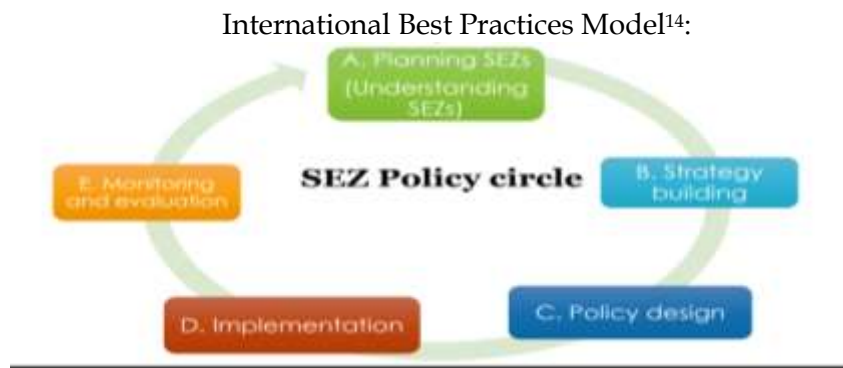 International Best Practices Model¹⁴:
A. Planning SEZs
(Understanding
SEZs)
SEZ Policy circle
B. Strategy
building
E. Monitoring
and evaluation
C. Policy design
D. Implementation